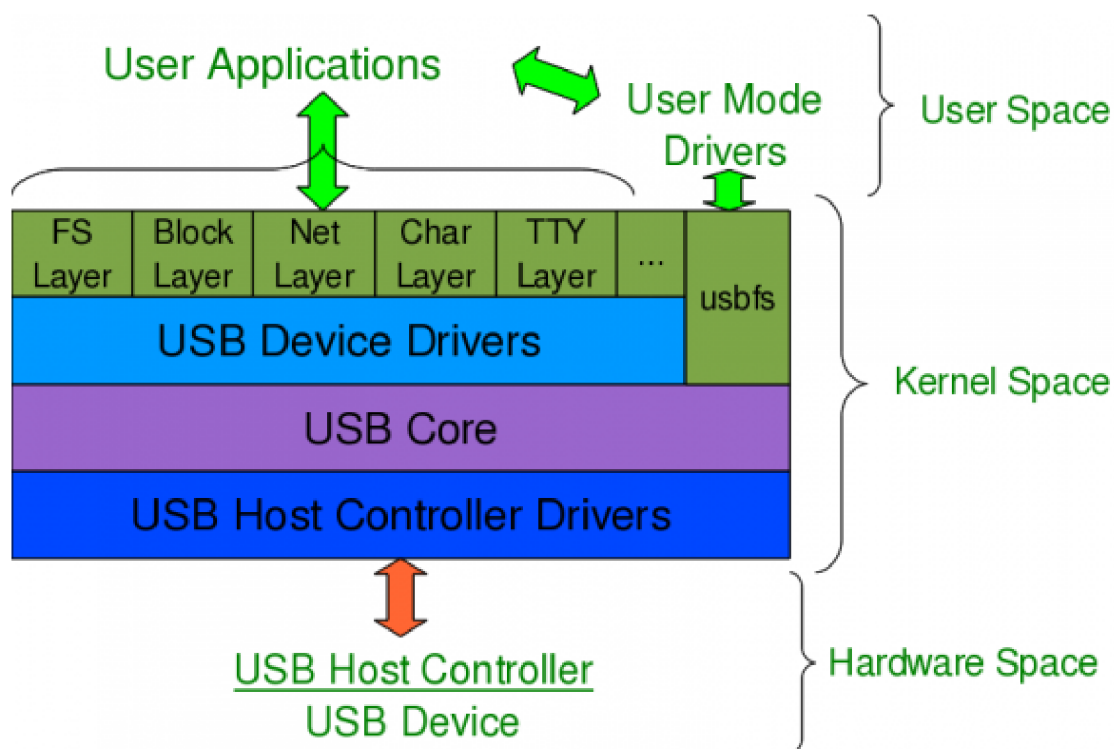 User Applications
User Mode
Drivers
User Space
FS
Layer
Block
Layer
Net
Layer
Char
Layer
TTY
Layer
...
usbfs
USB Device Drivers
Kernel Space
USB Core
USB Host Controller Drivers
USB Host Controller
USB Device
Hardware Space